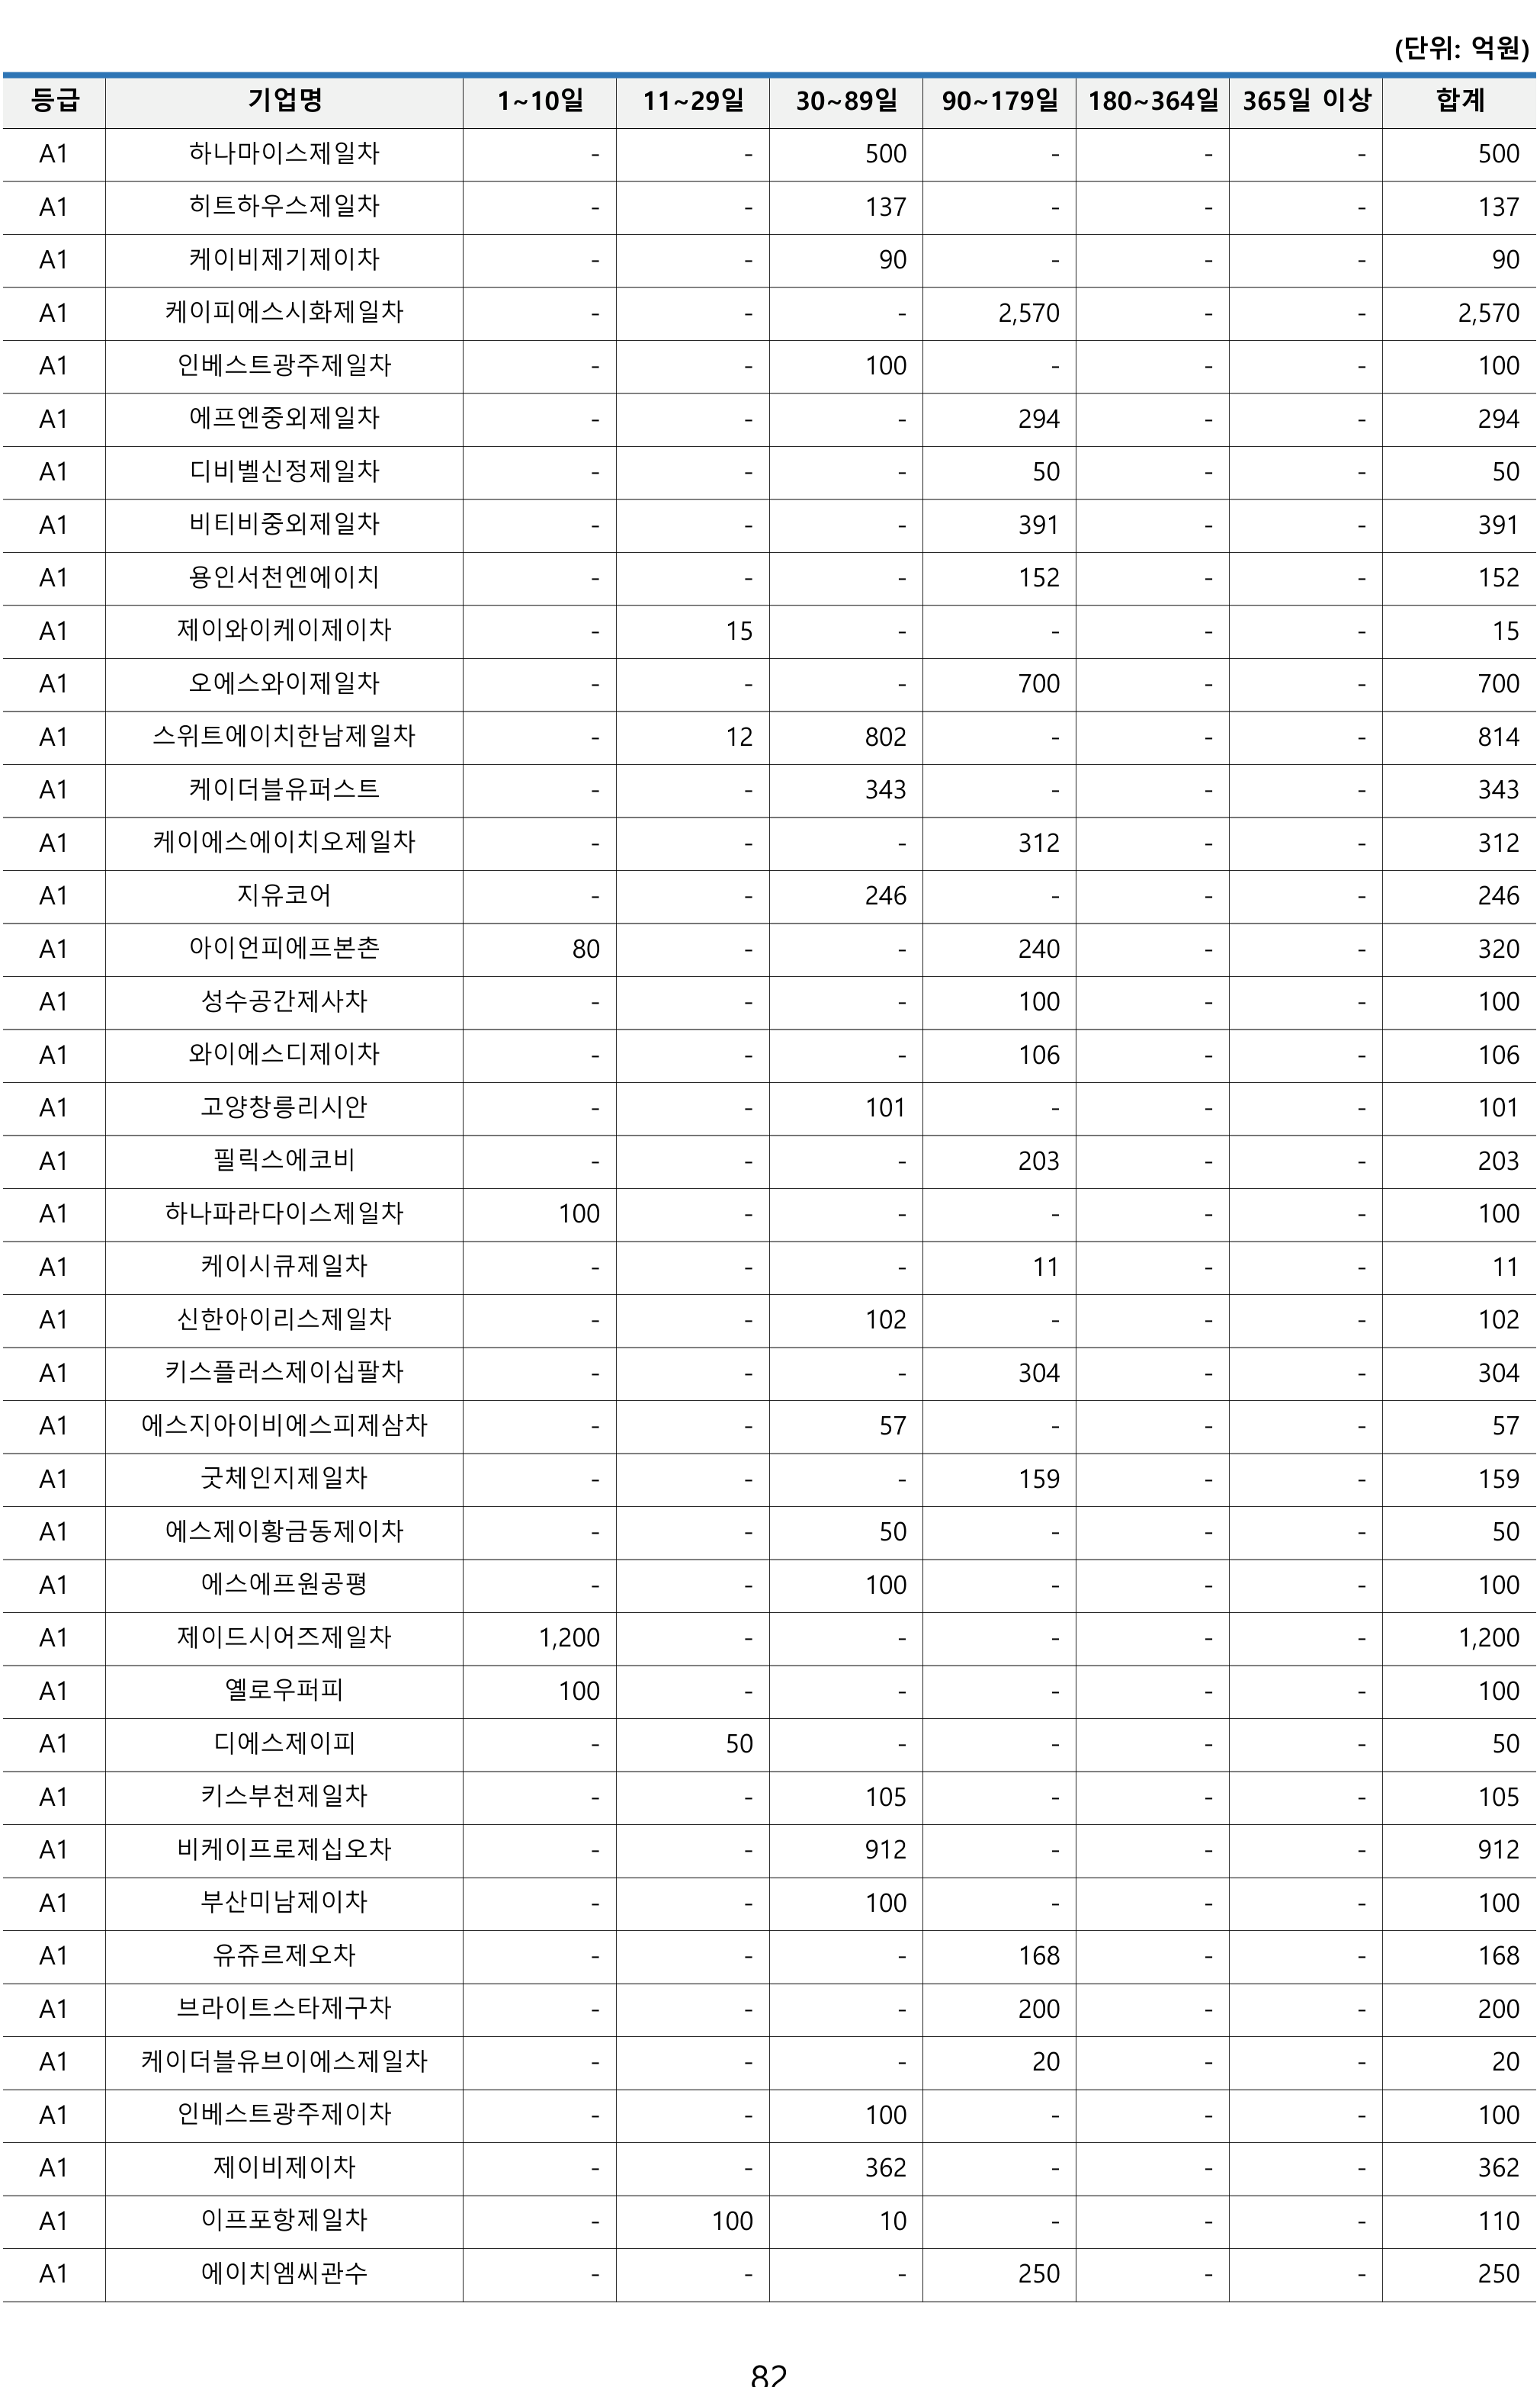 (단위: 억원)
등급 기업명 1~10일 11~29일 30~89일 90~179일 180~364일 365일 이상 합계
A1 하나마이스제일차 - - 500 - - - 500
A1 히트하우스제일차 - - 137 - - - 137
A1 케이비제기제이차 - - 90 - - - 90
A1 케이피에스시화제일차 - - - 2,570 - - 2,570
A1 인베스트광주제일차 - - 100 - - - 100
A1 에프엔중외제일차 - - - 294 - - 294
A1 디비벨신정제일차 - - - 50 - - 50
A1 비티비중외제일차 - - - 391 - - 391
A1 용인서천엔에이치 - - - 152 - - 152
A1 제이와이케이제이차 - 15 - - - - 15
A1 오에스와이제일차 - - - 700 - - 700
A1 스위트에이치한남제일차 - 12 802 - - - 814
A1 케이더블유퍼스트 - - 343 - - - 343
A1 케이에스에이치오제일차 - - - 312 - - 312
A1 지유코어 - - 246 - - - 246
A1 아이언피에프본촌 80 - - 240 - - 320
A1 성수공간제사차 - - - 100 - - 100
A1 와이에스디제이차 - - - 106 - - 106
A1 고양창릉리시안 - - 101 - - - 101
A1 필릭스에코비 - - - 203 - - 203
A1 하나파라다이스제일차 100 - - - - - 100
A1 케이시큐제일차 - - - 11 - - 11
A1 신한아이리스제일차 - - 102 - - - 102
A1 키스플러스제이십팔차 - - - 304 - - 304
A1 에스지아이비에스피제삼차 - - 57 - - - 57
A1 굿체인지제일차 - - - 159 - - 159
A1 에스제이황금동제이차 - - 50 - - - 50
A1 에스에프원공평 - - 100 - - - 100
A1 제이드시어즈제일차 1,200 - - - - - 1,200
A1 옐로우퍼피 100 - - - - - 100
A1 디에스제이피 - 50 - - - - 50
A1 키스부천제일차 - - 105 - - - 105
A1 비케이프로제십오차 - - 912 - - - 912
A1 부산미남제이차 - - 100 - - - 100
A1 유쥬르제오차 - - - 168 - - 168
A1 브라이트스타제구차 - - - 200 - - 200
A1 케이더블유브이에스제일차 - - - 20 - - 20
A1 인베스트광주제이차 - - 100 - - - 100
A1 제이비제이차 - - 362 - - - 362
A1 이프포항제일차 - 100 10 - - - 110
A1 에이치엠씨관수 - - - 250 - - 250
82